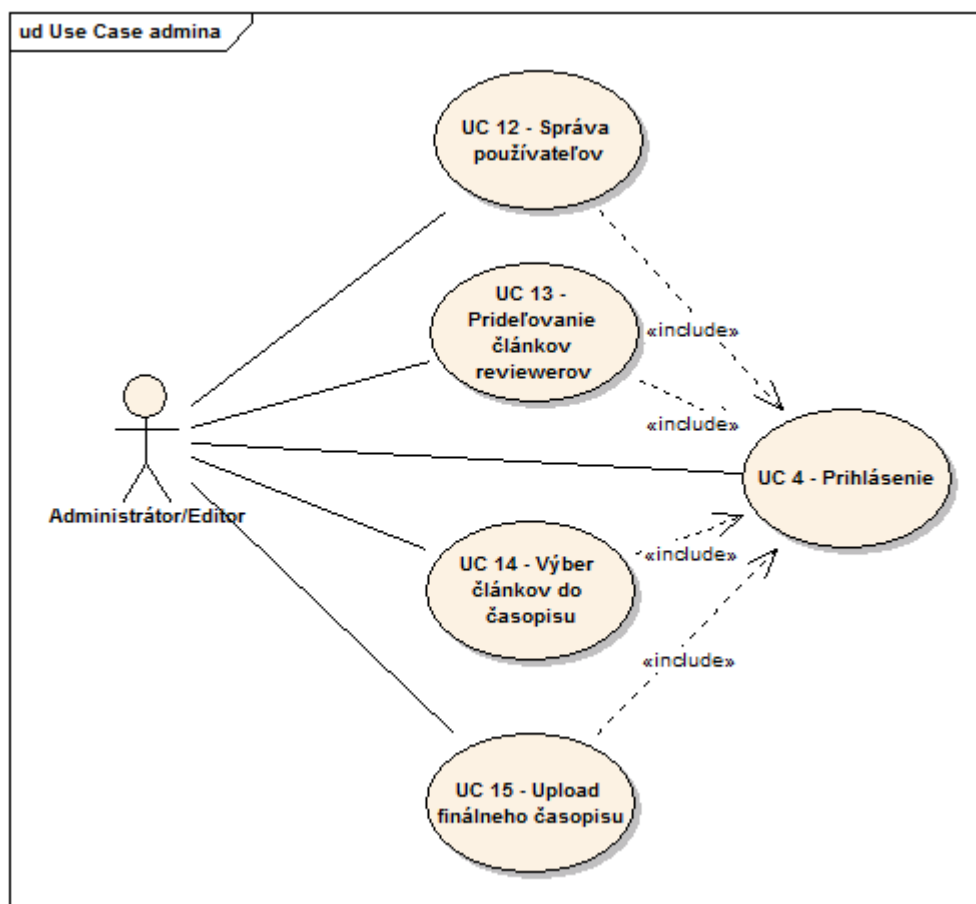 ud Use Case admina
UC 12 - Správa
používateľov
UC 13 -
Prideľovanie
článkov
reviewerov
«include»
«include»
UC 4 - Prihlásenie
Administrátor/Editor
UC 14 - Výber
článkov do
časopisu
«include»
«include»
UC 15 - Upload
finálneho časopisu